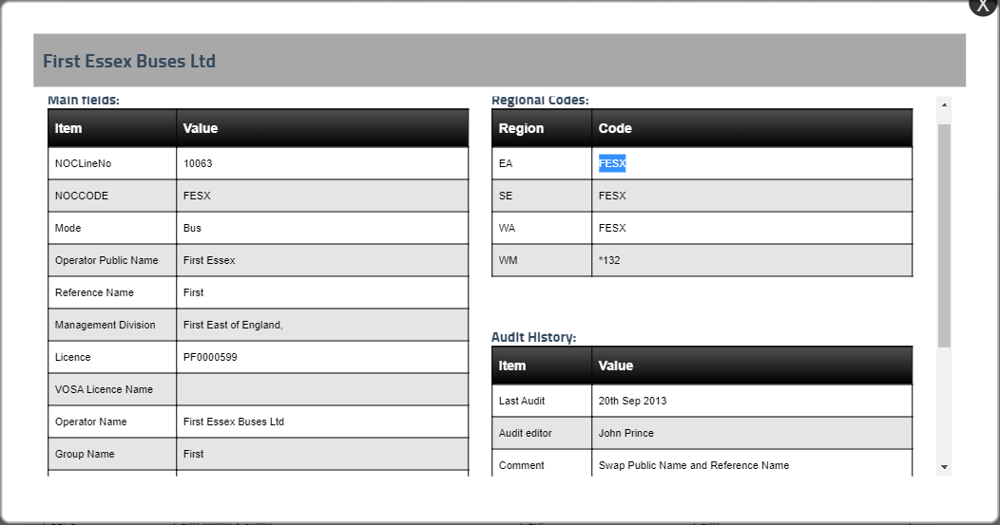 X
First Essex Buses Ltd
Main fields:
Item Value
NOCLineNo 10063
NOCCODE FESX
Mode Bus
Operator Public Name First Essex
Reference Name First
Management Division First East of England,
Licence PF0000599
VOSA Licence Name
Operator Name First Essex Buses Ltd
Group Name First
Regional Codes:
Region Code
EA FESX
SE FESX
WA FESX
WM *132
Audit History:
Item Value
Last Audit 20th Sep 2013
Audit editor John Prince
Comment Swap Public Name and Reference Name